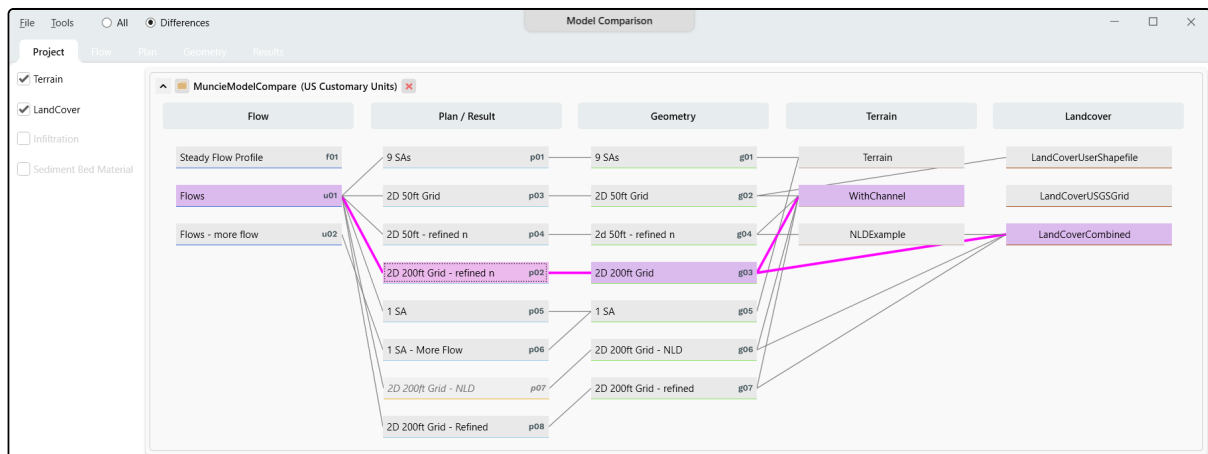 File Tools All Differences Model Comparison
Project Flow Plan Geometry Results
Terrain
LandCover
Infiltration
Sediment Bed Material
MuncieModelCompare (US Customary Units)
Flow Plan / Result Geometry Terrain Landcover
Steady Flow Profile f01 9 SAs p01 9 SAs g01 Terrain LandCoverUserShapefile
Flows u01 2D 50ft Grid p03 2D 50ft Grid g02 WithChannel LandCoverUSGSGrid
Flows - more flow u02 2D 50ft - refined n p04 2d 50ft - refined n g04 NLDExample LandCoverCombined
2D 200ft Grid - refined n p02 2D 200ft Grid g03
1 SA p05 1 SA g05
1 SA - More Flow p06 2D 200ft Grid - NLD g06
2D 200ft Grid - NLD p07 2D 200ft Grid - refined g07
2D 200ft Grid - Refined p08